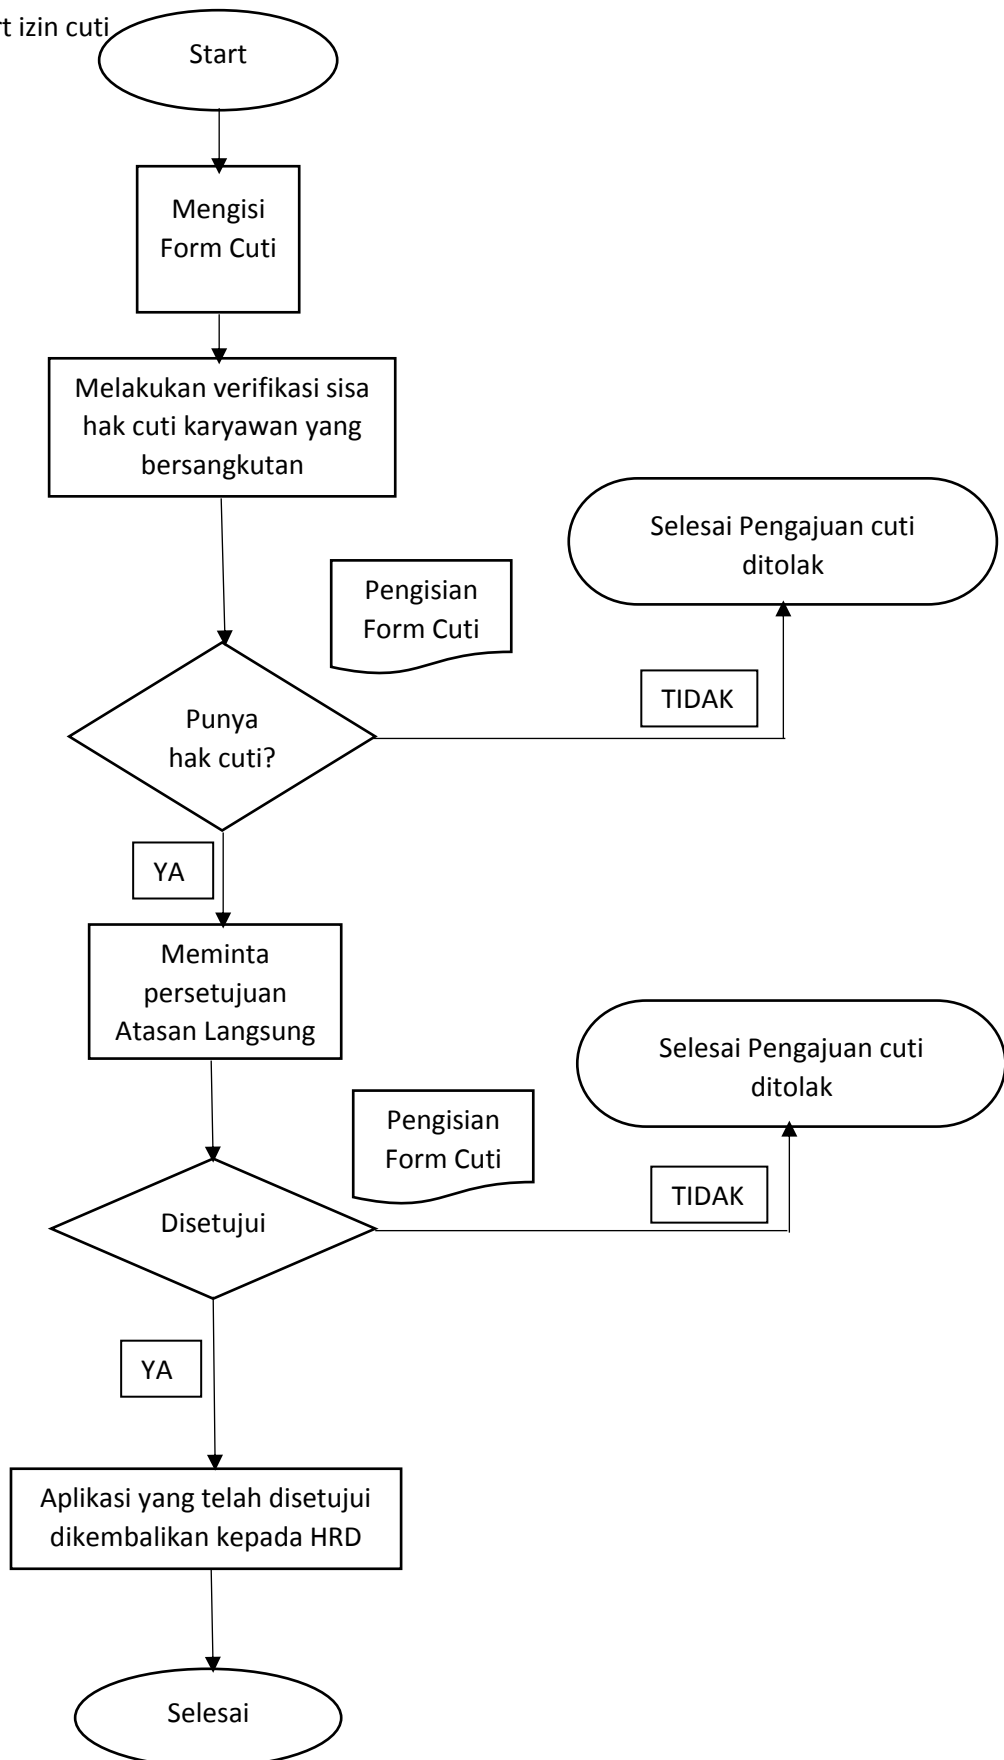 rt izin cuti
Start
Mengisi
Form Cuti
Melakukan verifikasi sisa
hak cuti karyawan yang
bersangkutan
Selesai Pengajuan cuti
ditolak
Pengisian
Form Cuti
TIDAK
Punya
hak cuti?
YA
Meminta
persetujuan
Atasan Langsung
Selesai Pengajuan cuti
ditolak
Pengisian
Form Cuti
TIDAK
Disetujui
YA
Aplikasi yang telah disetujui
dikembalikan kepada HRD
Selesai